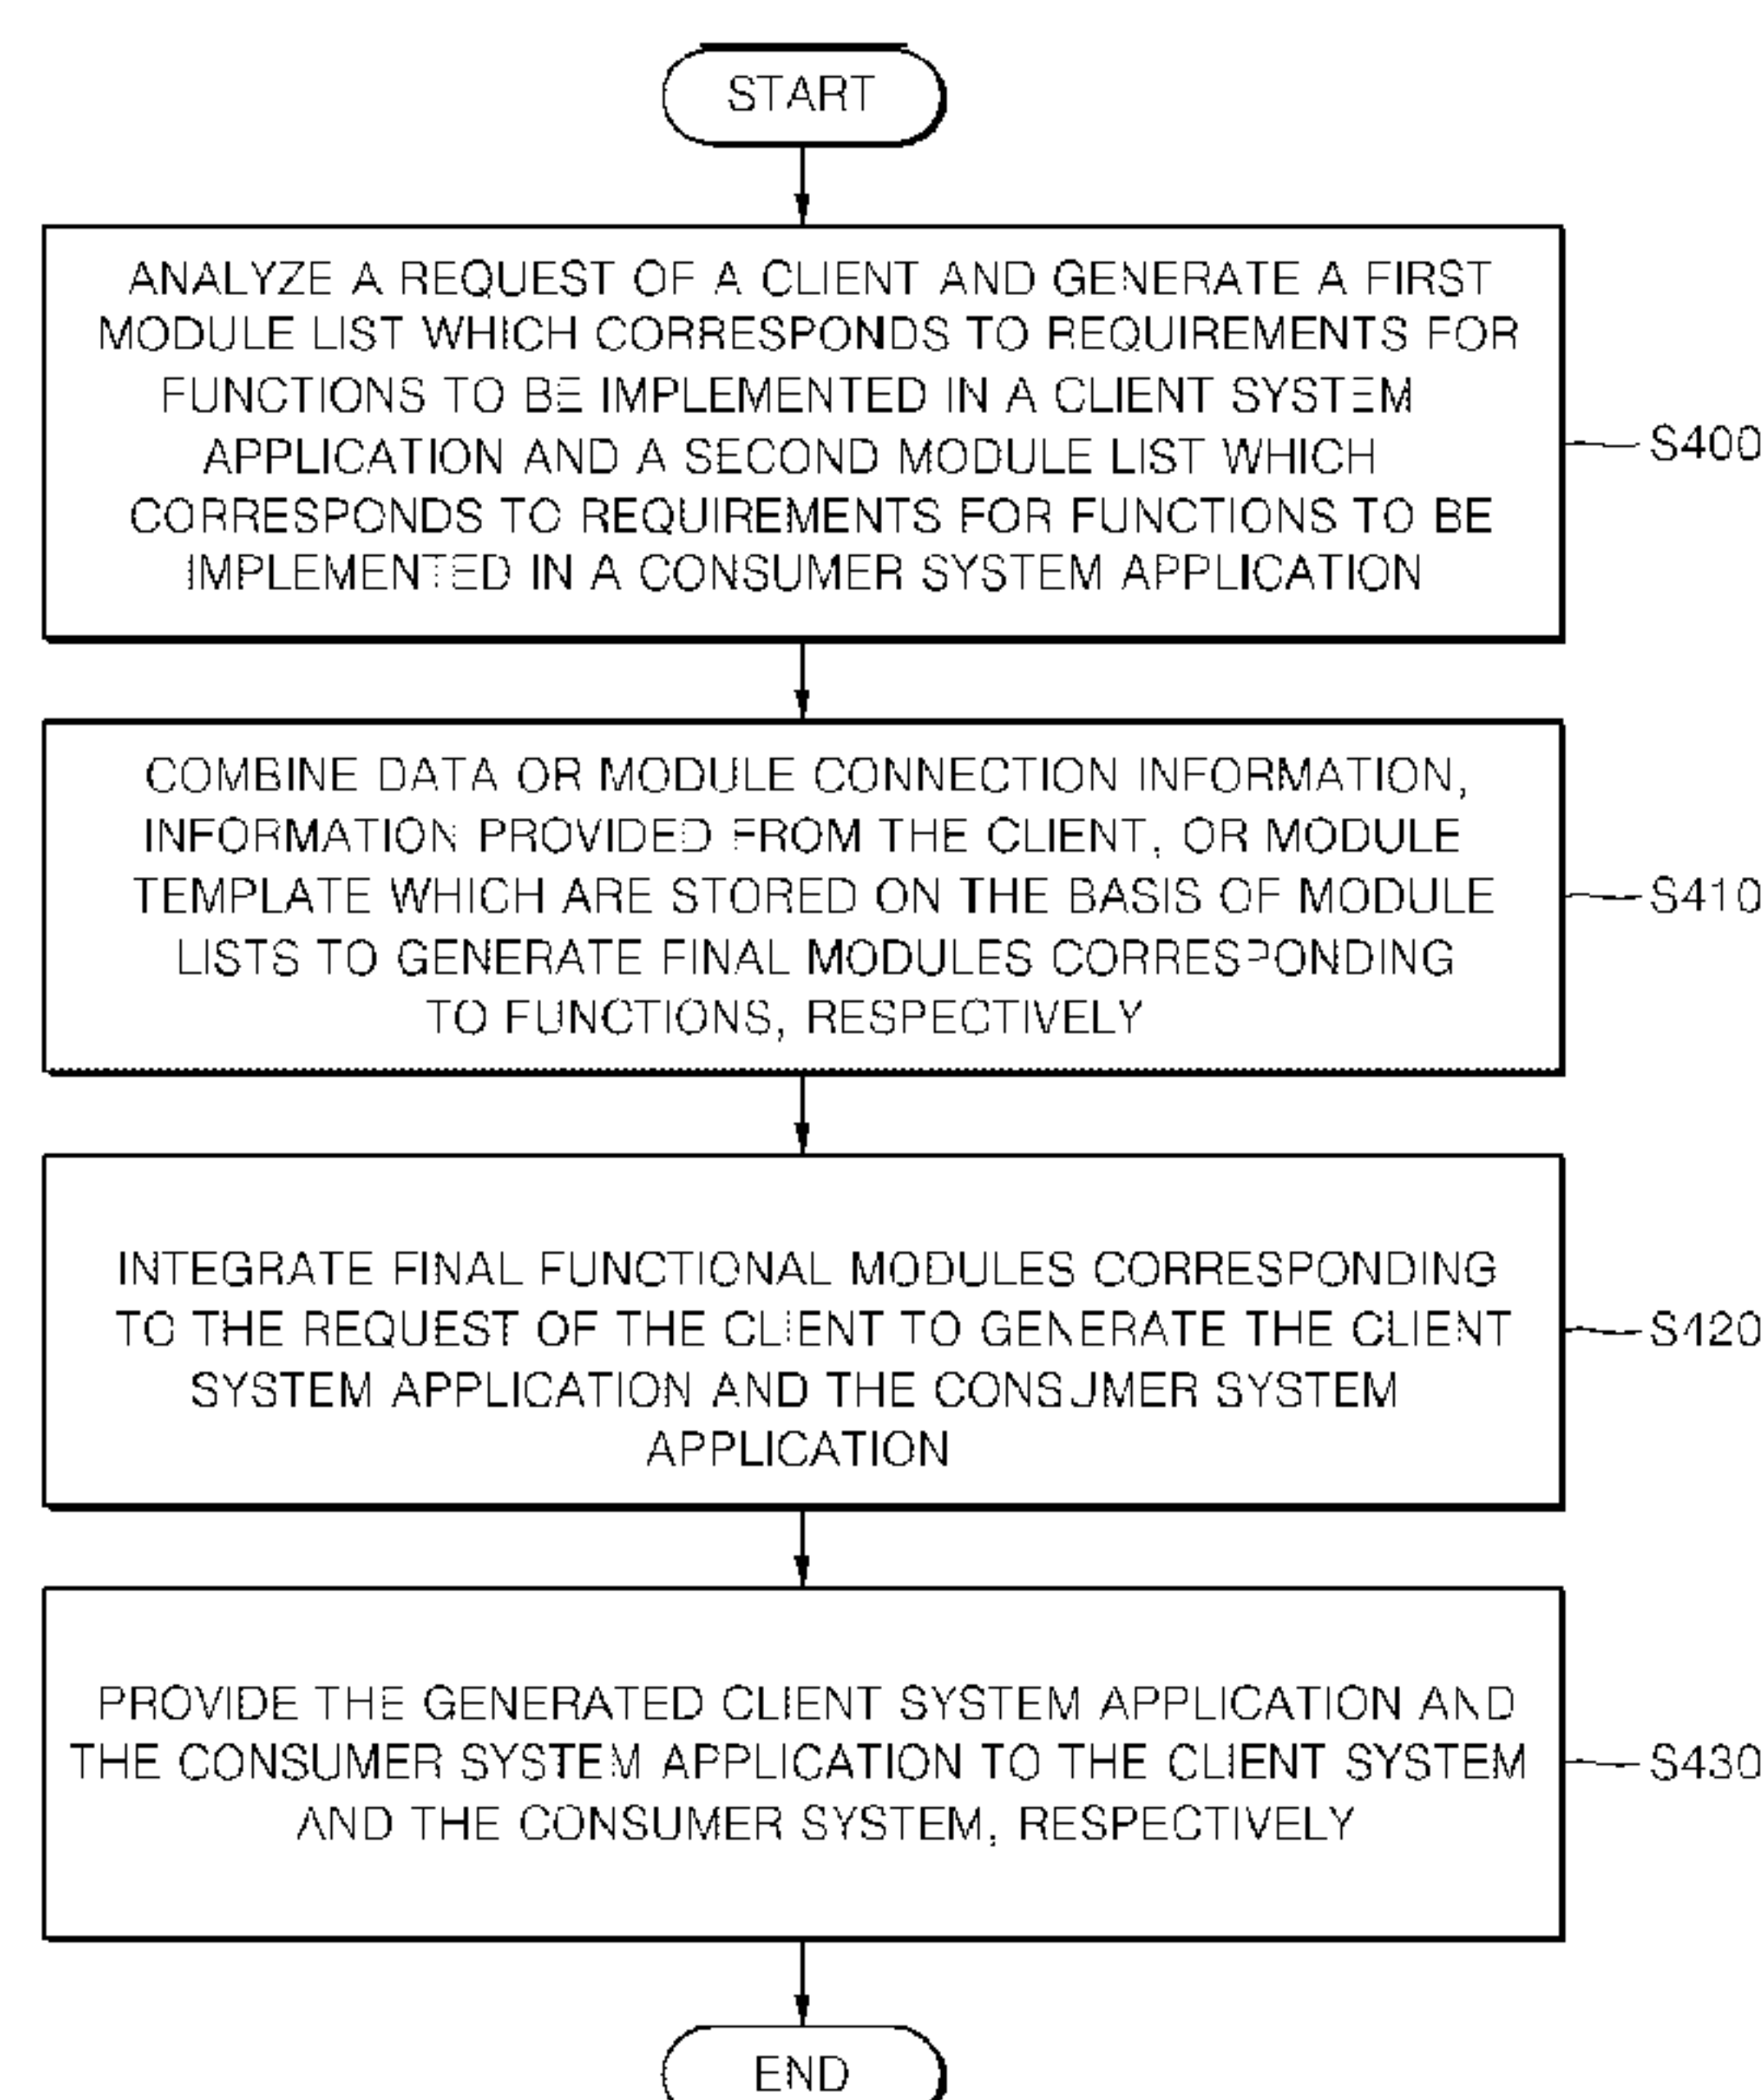 START
ANALYZE A REQUEST OF A CLIENT AND GENERATE A FIRST
MODULE LIST WHICH CORRESPONDS TO REQUIREMENTS FOR
FUNCTIONS TO BE IMPLEMENTED IN A CLIENT SYSTEM
APPLICATION AND A SECOND MODULE LIST WHICH
CORRESPONDS TO REQUIREMENTS FOR FUNCTIONS TO BE
IMPLEMENTED IN A CONSUMER SYSTEM APPLICATION
S400
COMBINE DATA OR MODULE CONNECTION INFORMATION,
INFORMATION PROVIDED FROM THE CLIENT, OR MODULE
TEMPLATE WHICH ARE STORED ON THE BASIS OF MODULE
LISTS TO GENERATE FINAL MODULES CORRESPONDING
TO FUNCTIONS, RESPECTIVELY
S410
INTEGRATE FINAL FUNCTIONAL MODULES CORRESPONDING
TO THE REQUEST OF THE CLIENT TO GENERATE THE CLIENT
SYSTEM APPLICATION AND THE CONSUMER SYSTEM
APPLICATION
S420
PROVIDE THE GENERATED CLIENT SYSTEM APPLICATION AND
THE CONSUMER SYSTEM APPLICATION TO THE CLIENT SYSTEM
AND THE CONSUMER SYSTEM, RESPECTIVELY
S430
END